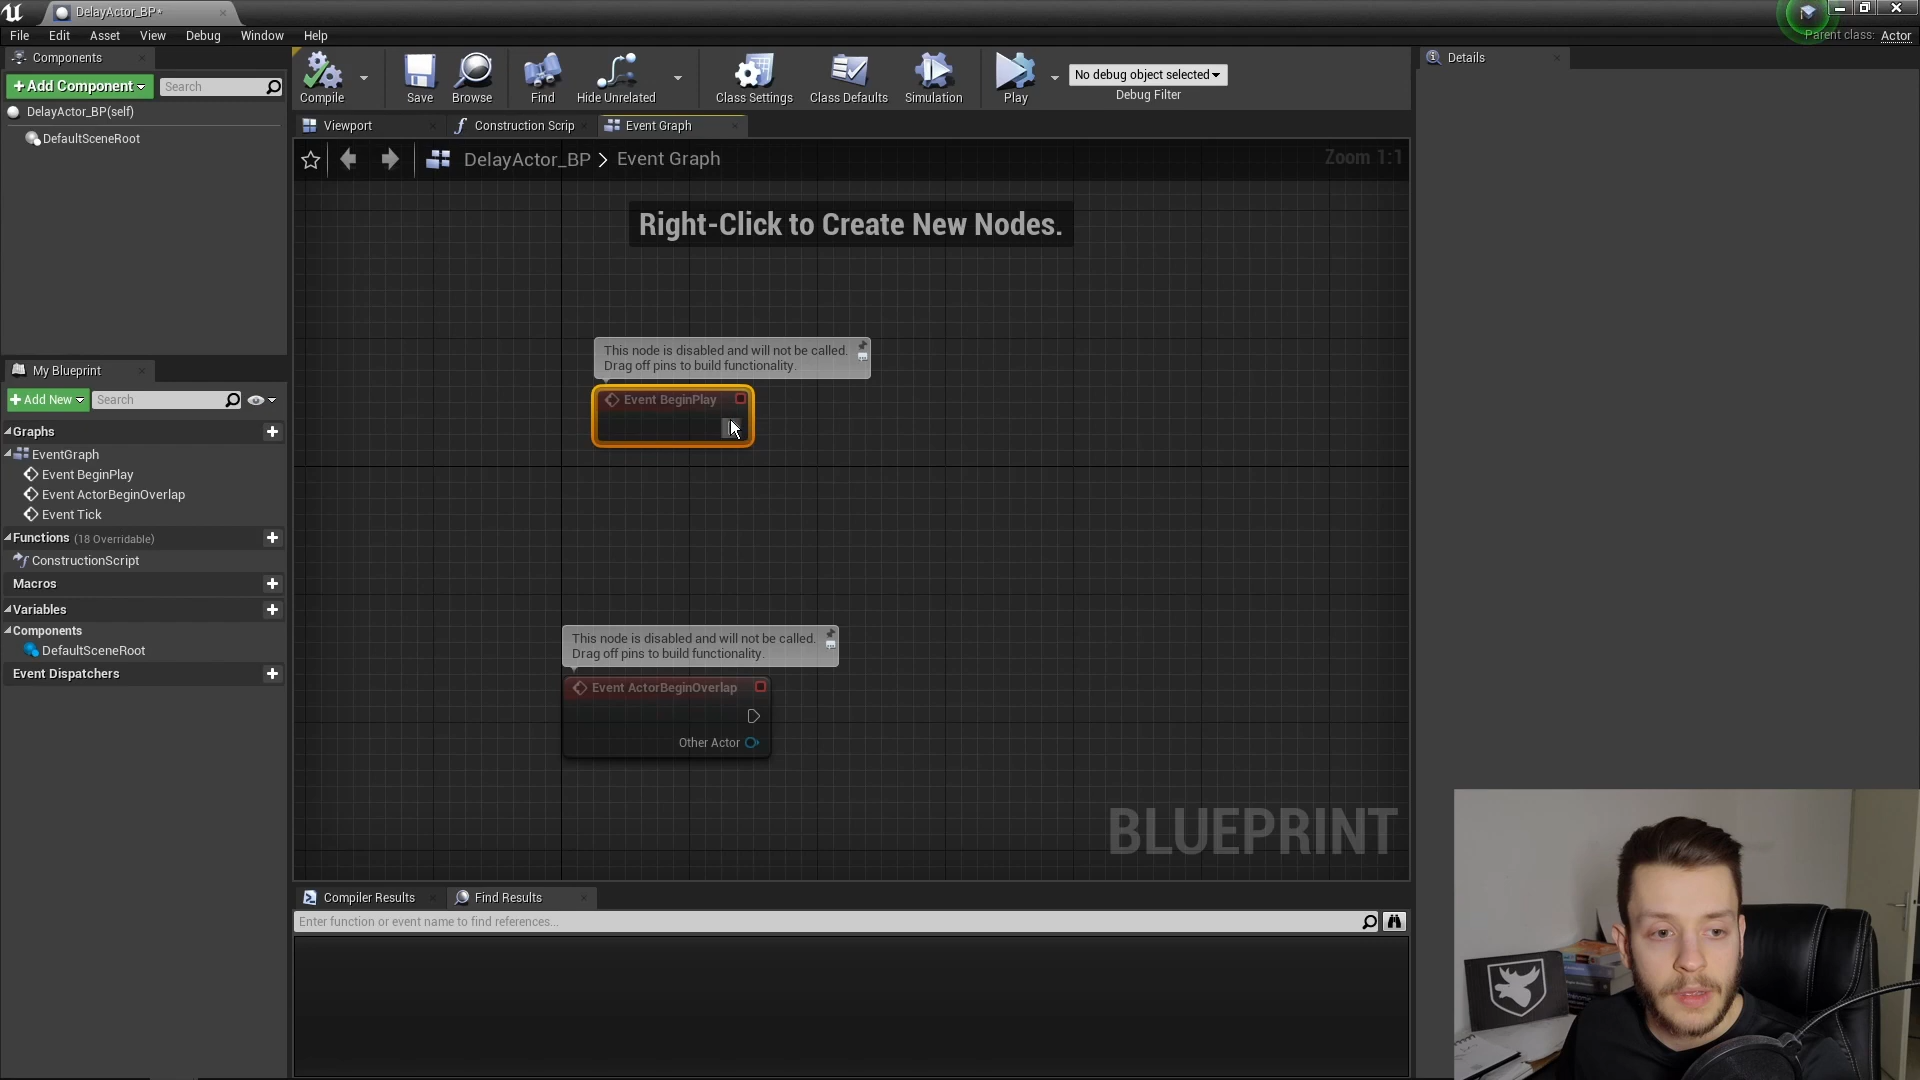 DelayActor_BP*
File Edit Asset View Debug Window Help
Parent class: Actor
Components
+Add Component
Search
DelayActor_BP(self)
DefaultSceneRoot
Compile
Save
Browse
Find
Hide Unrelated
Class Settings
Class Defaults
Simulation
Play
No debug object selected
Debug Filter
Details
Viewport
Construction Scrip
Event Graph
DelayActor_BP > Event Graph
Zoom 1:1
Right-Click to Create New Nodes.
This node is disabled and will not be called.
Drag off pins to build functionality.
Event BeginPlay
My Blueprint
+Add New
Search
Graphs
EventGraph
Event BeginPlay
Event ActorBeginOverlap
Event Tick
Functions (18 Overridable)
ConstructionScript
Macros
Variables
Components
DefaultSceneRoot
Event Dispatchers
This node is disabled and will not be called.
Drag off pins to build functionality.
Event ActorBeginOverlap
Other Actor
BLUEPRINT
Compiler Results
Find Results
Enter function or event name to find references...